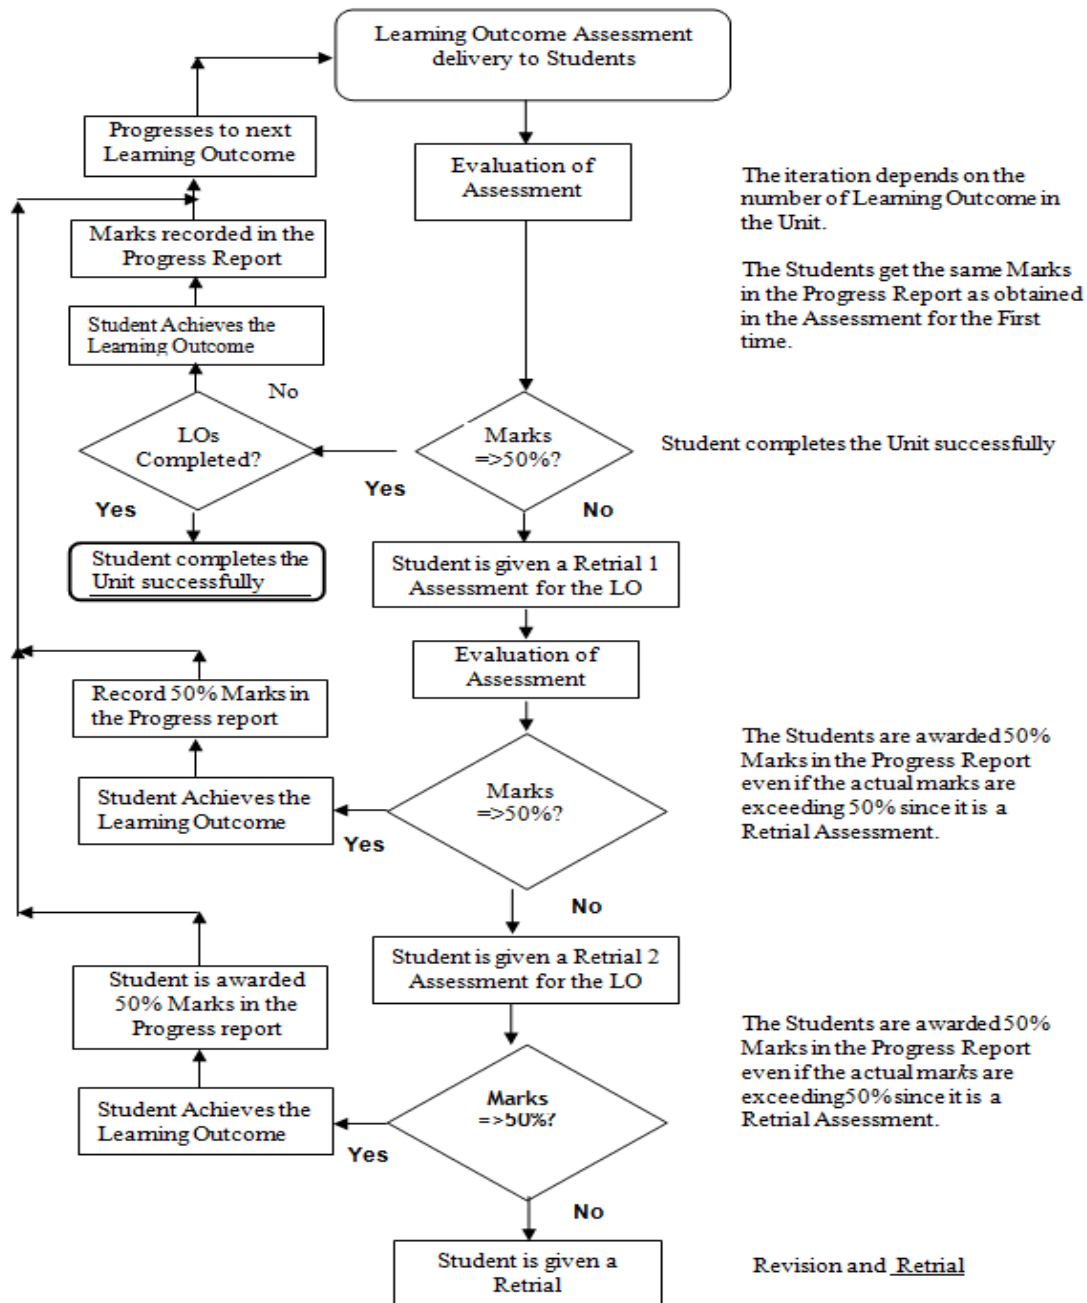 Learning Outcome Assessment
delivery to Students
Progresses to next
Learning Outcome
Evaluation of
Assessment
The iteration depends on the
number of Learning Outcome in
the Unit.
Marks recorded in the
Progress Report
The Students get the same Marks
in the Progress Report as obtained
in the Assessment for the First
time.
Student Achieves the
Learning Outcome
No
LOs
Completed?
Marks
=>50%?
Student completes the Unit successfully
Yes
Yes
No
Student completes the
Unit successfully
Student is given a Retrial 1
Assessment for the LO
Evaluation of
Assessment
Record 50% Marks in
the Progress report
The Students are awarded 50%
Marks in the Progress Report
even if the actual marks are
exceeding 50% since it is a
Retrial Assessment.
Student Achieves the
Learning Outcome
Marks
=>50%?
Yes
No
Student is given a Retrial 2
Assessment for the LO
Student is awarded
50% Marks in the
Progress report
The Students are awarded 50%
Marks in the Progress Report
even if the actual marks are
exceeding 50% since it is a
Retrial Assessment.
Student Achieves the
Learning Outcome
Marks
=>50%?
Yes
No
Student is given a
Retrial
Revision and Retrial